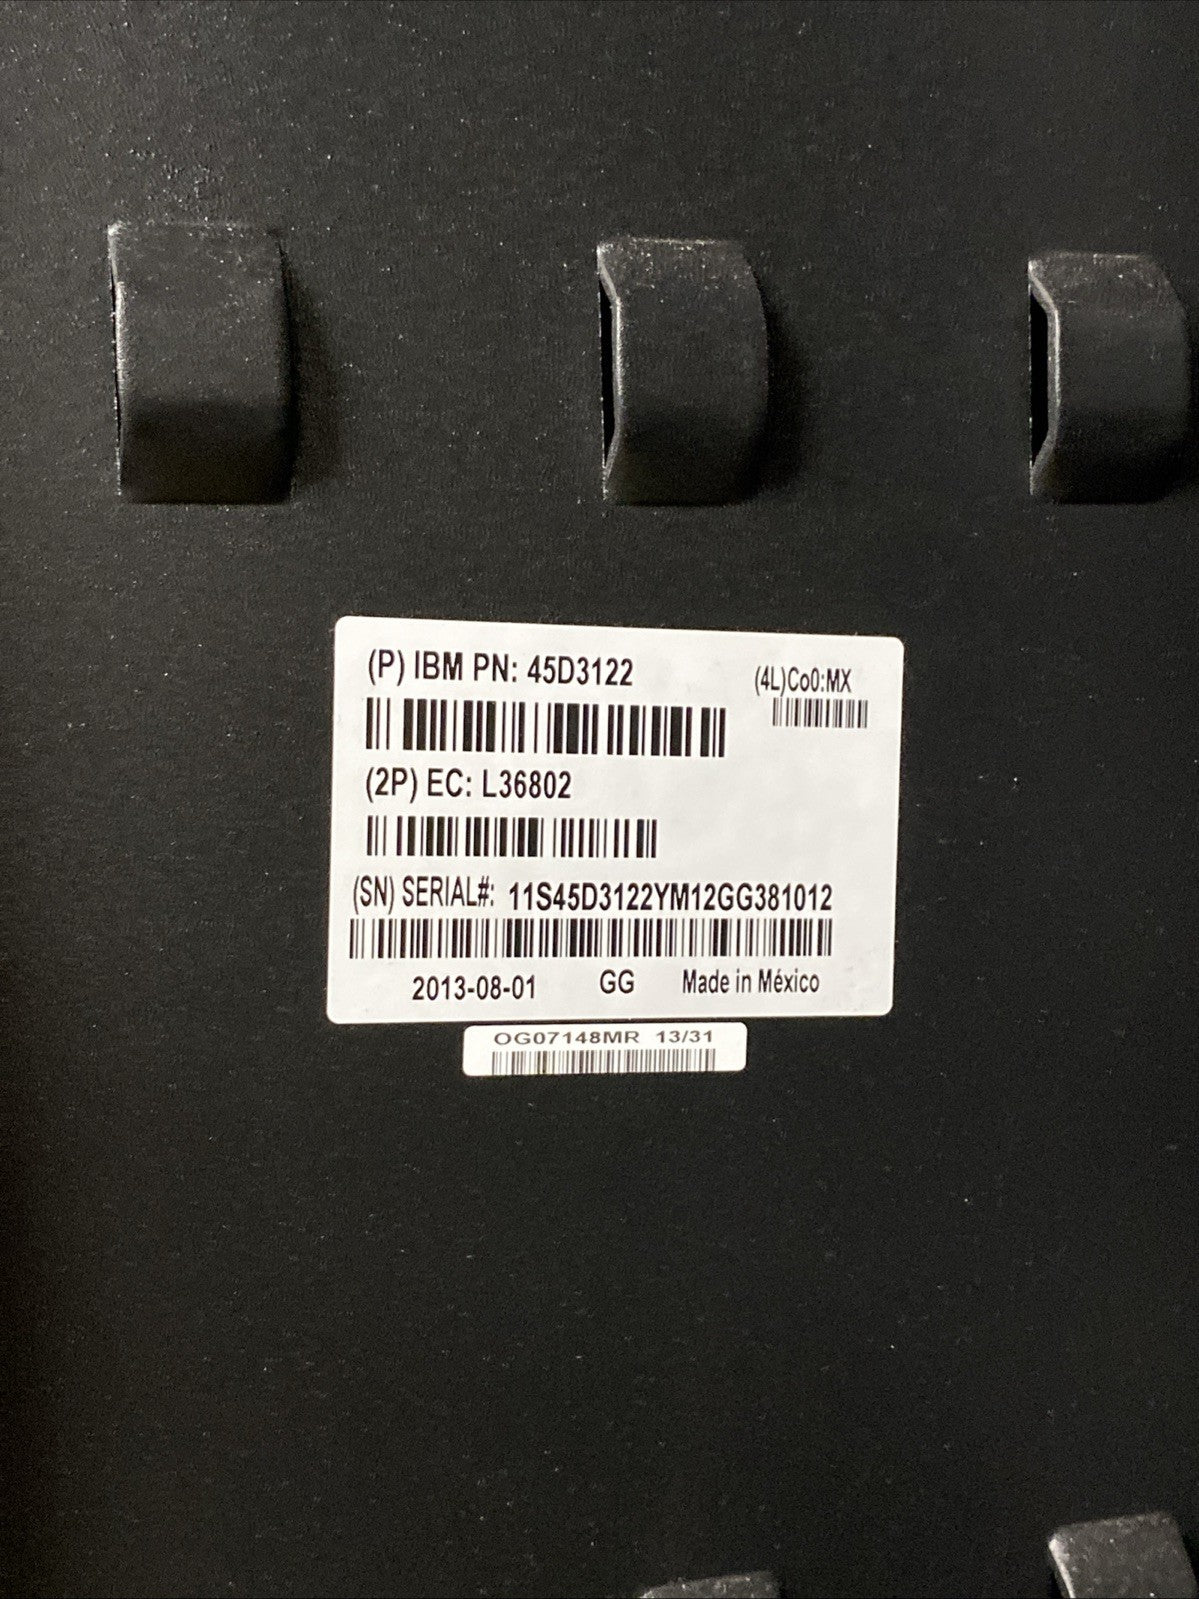 (P) IBM PN: 45D3122
(4L)Co0:MX
(2P) EC: L36802
(SN) SERIAL#: 11S45D3122YM12GG381012
2013-08-01 GG Made in México
OG07148MR 13/31